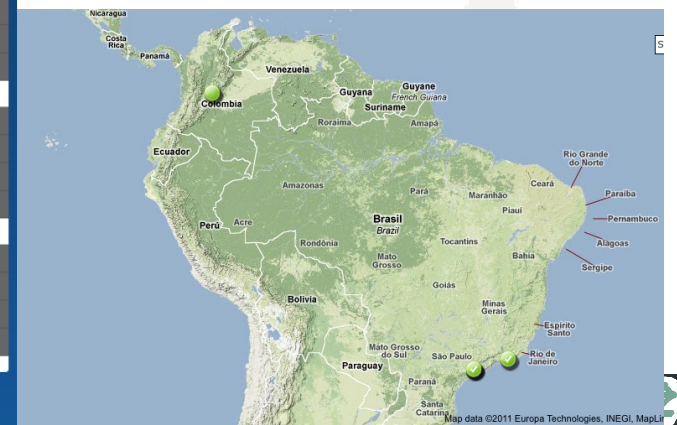 Nicaragua
Costa
Rica
Panamá
Venezuela
Guyana
Guyane
French Guiana
Suriname
Colombia
Roraima
Amapá
Ecuador
Rio Grande
do Norte
Amazonas
Pará
Ceará
Maranhão
Paraíba
Piauí
Perú
Acre
Brasil
Brazil
Pernambuco
Rondônia
Tocantins
Alagoas
Mato
Grosso
Bahia
Sergipe
Goiás
Bolivia
Minas
Gerais
Espírito
Santo
Mato Grosso
do Sul
São Paulo
Rio de
Janeiro
Paraguay
Paraná
Santa
Catarina
Map data ©2011 Europa Technologies, INEGI,